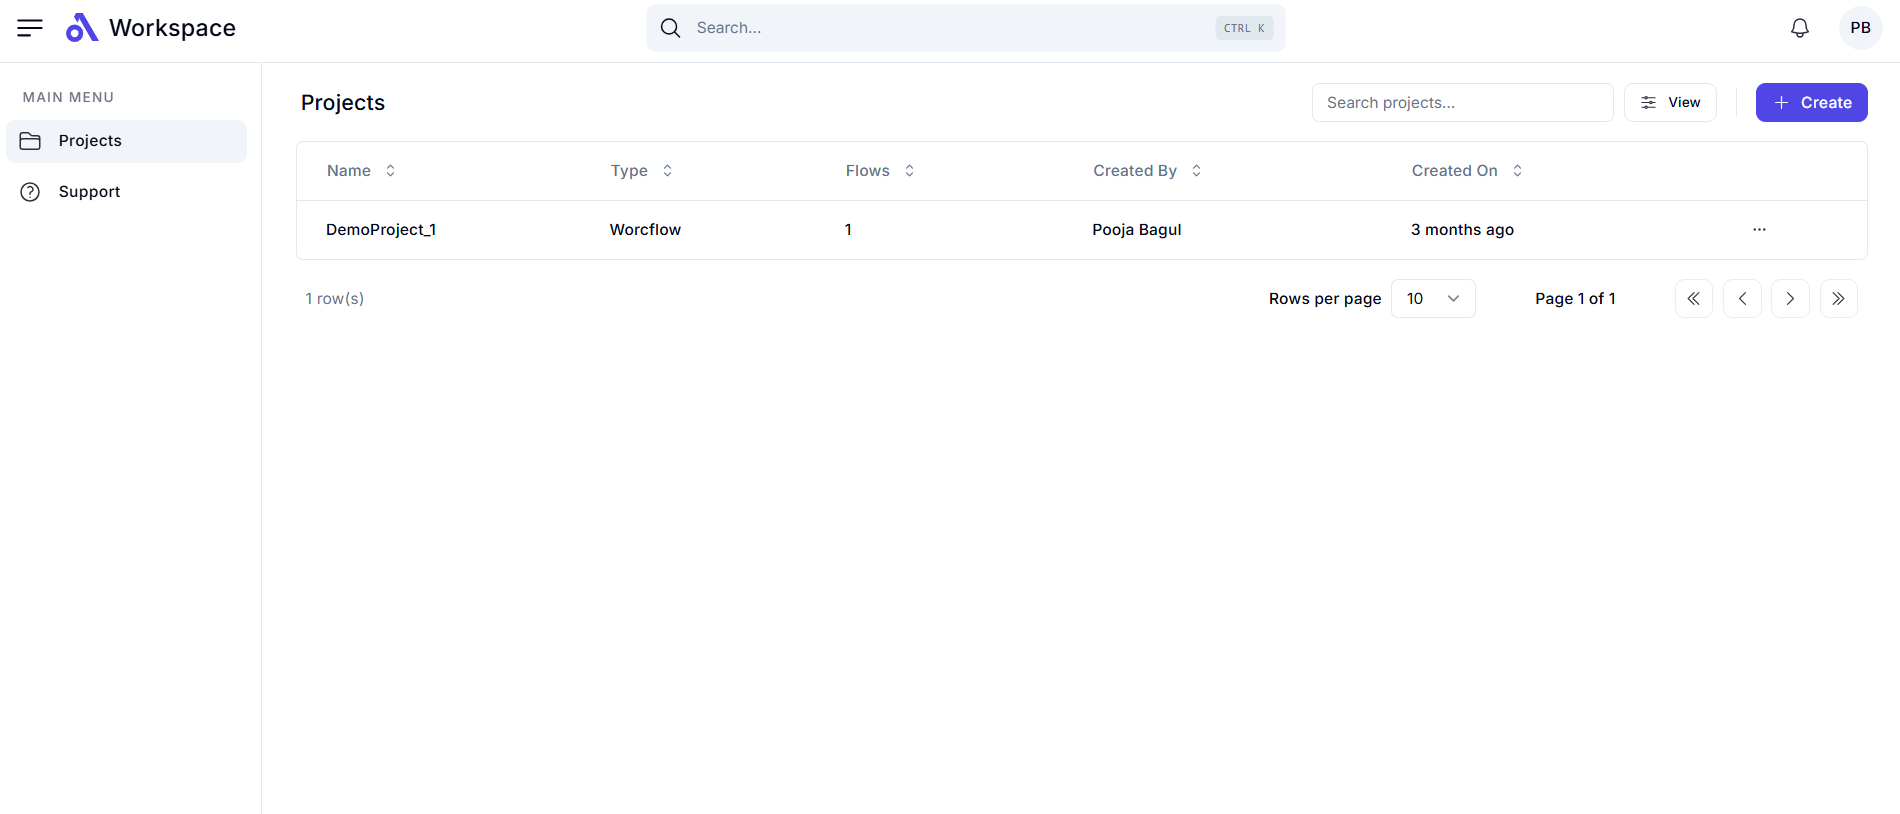 Workspace
Search...
CTRL K
PB
MAIN MENU
Projects
Support
Projects
Search projects...
View
Create
Name Type Flows Created By Created On
DemoProject_1 Worcflow 1 Pooja Bagul 3 months ago ...
1 row(s)
Rows per page 10
Page 1 of 1